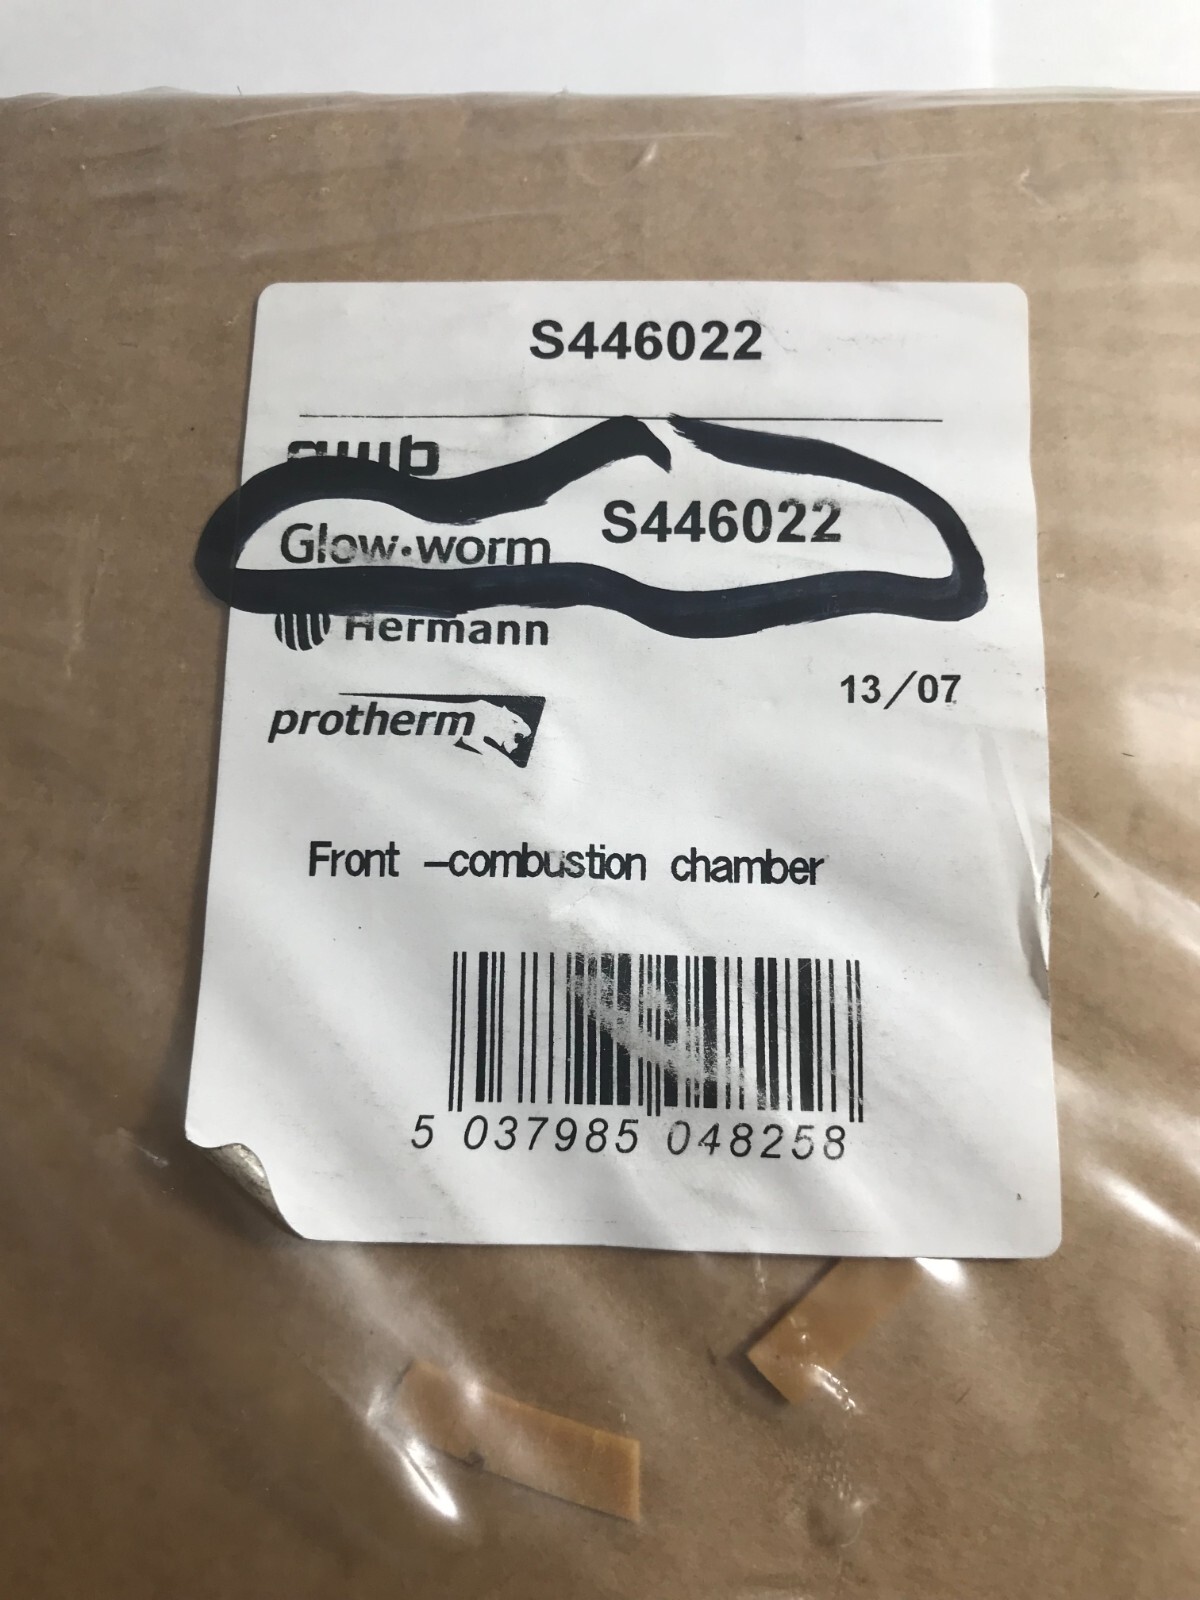 S446022
awb
Glow·worm
S446022
Hermann
13/07
protherm
Front -combustion chamber
5 037985 048258